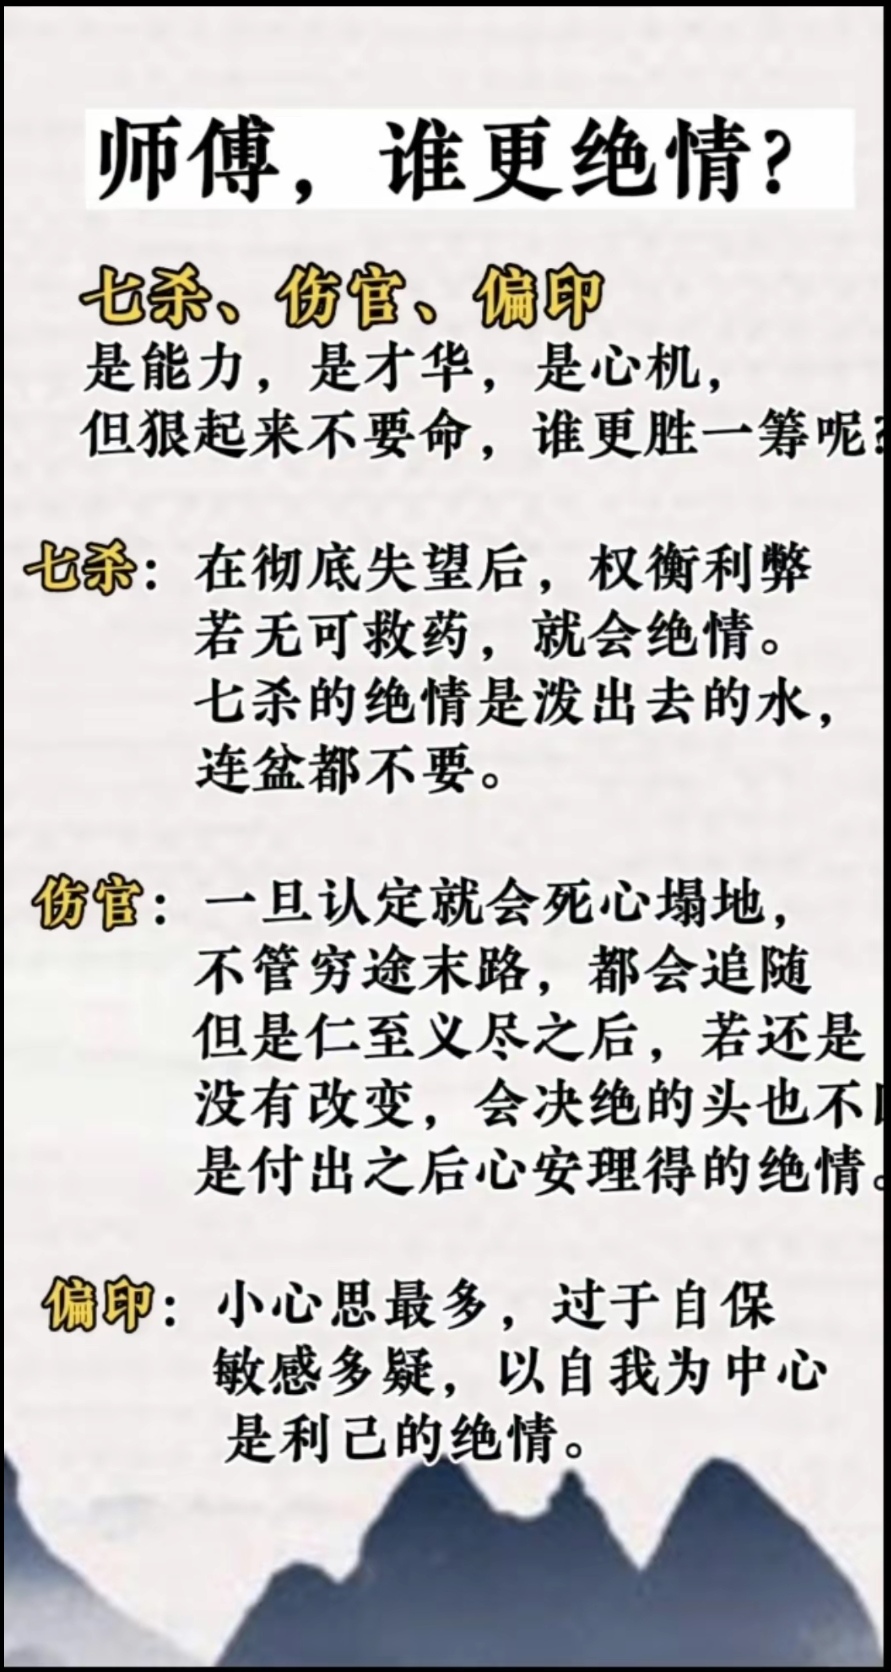 师傅，谁更绝情？
七杀、伤官、偏印
是能力，是才华，是心机，
但狠起来不要命，谁更胜一筹呢？
七杀：在彻底失望后，权衡利弊
若无可救药，就会绝情。
七杀的绝情是泼出去的水，
连盆都不要。
伤官：一旦认定就会死心塌地，
不管穷途末路，都会追随
但是仁至义尽之后，若还是
没有改变，会决绝的头也不
是付出之后心安理得的绝情。
偏印：小心思最多，过于自保
敏感多疑，以自我为中心
是利己的绝情。